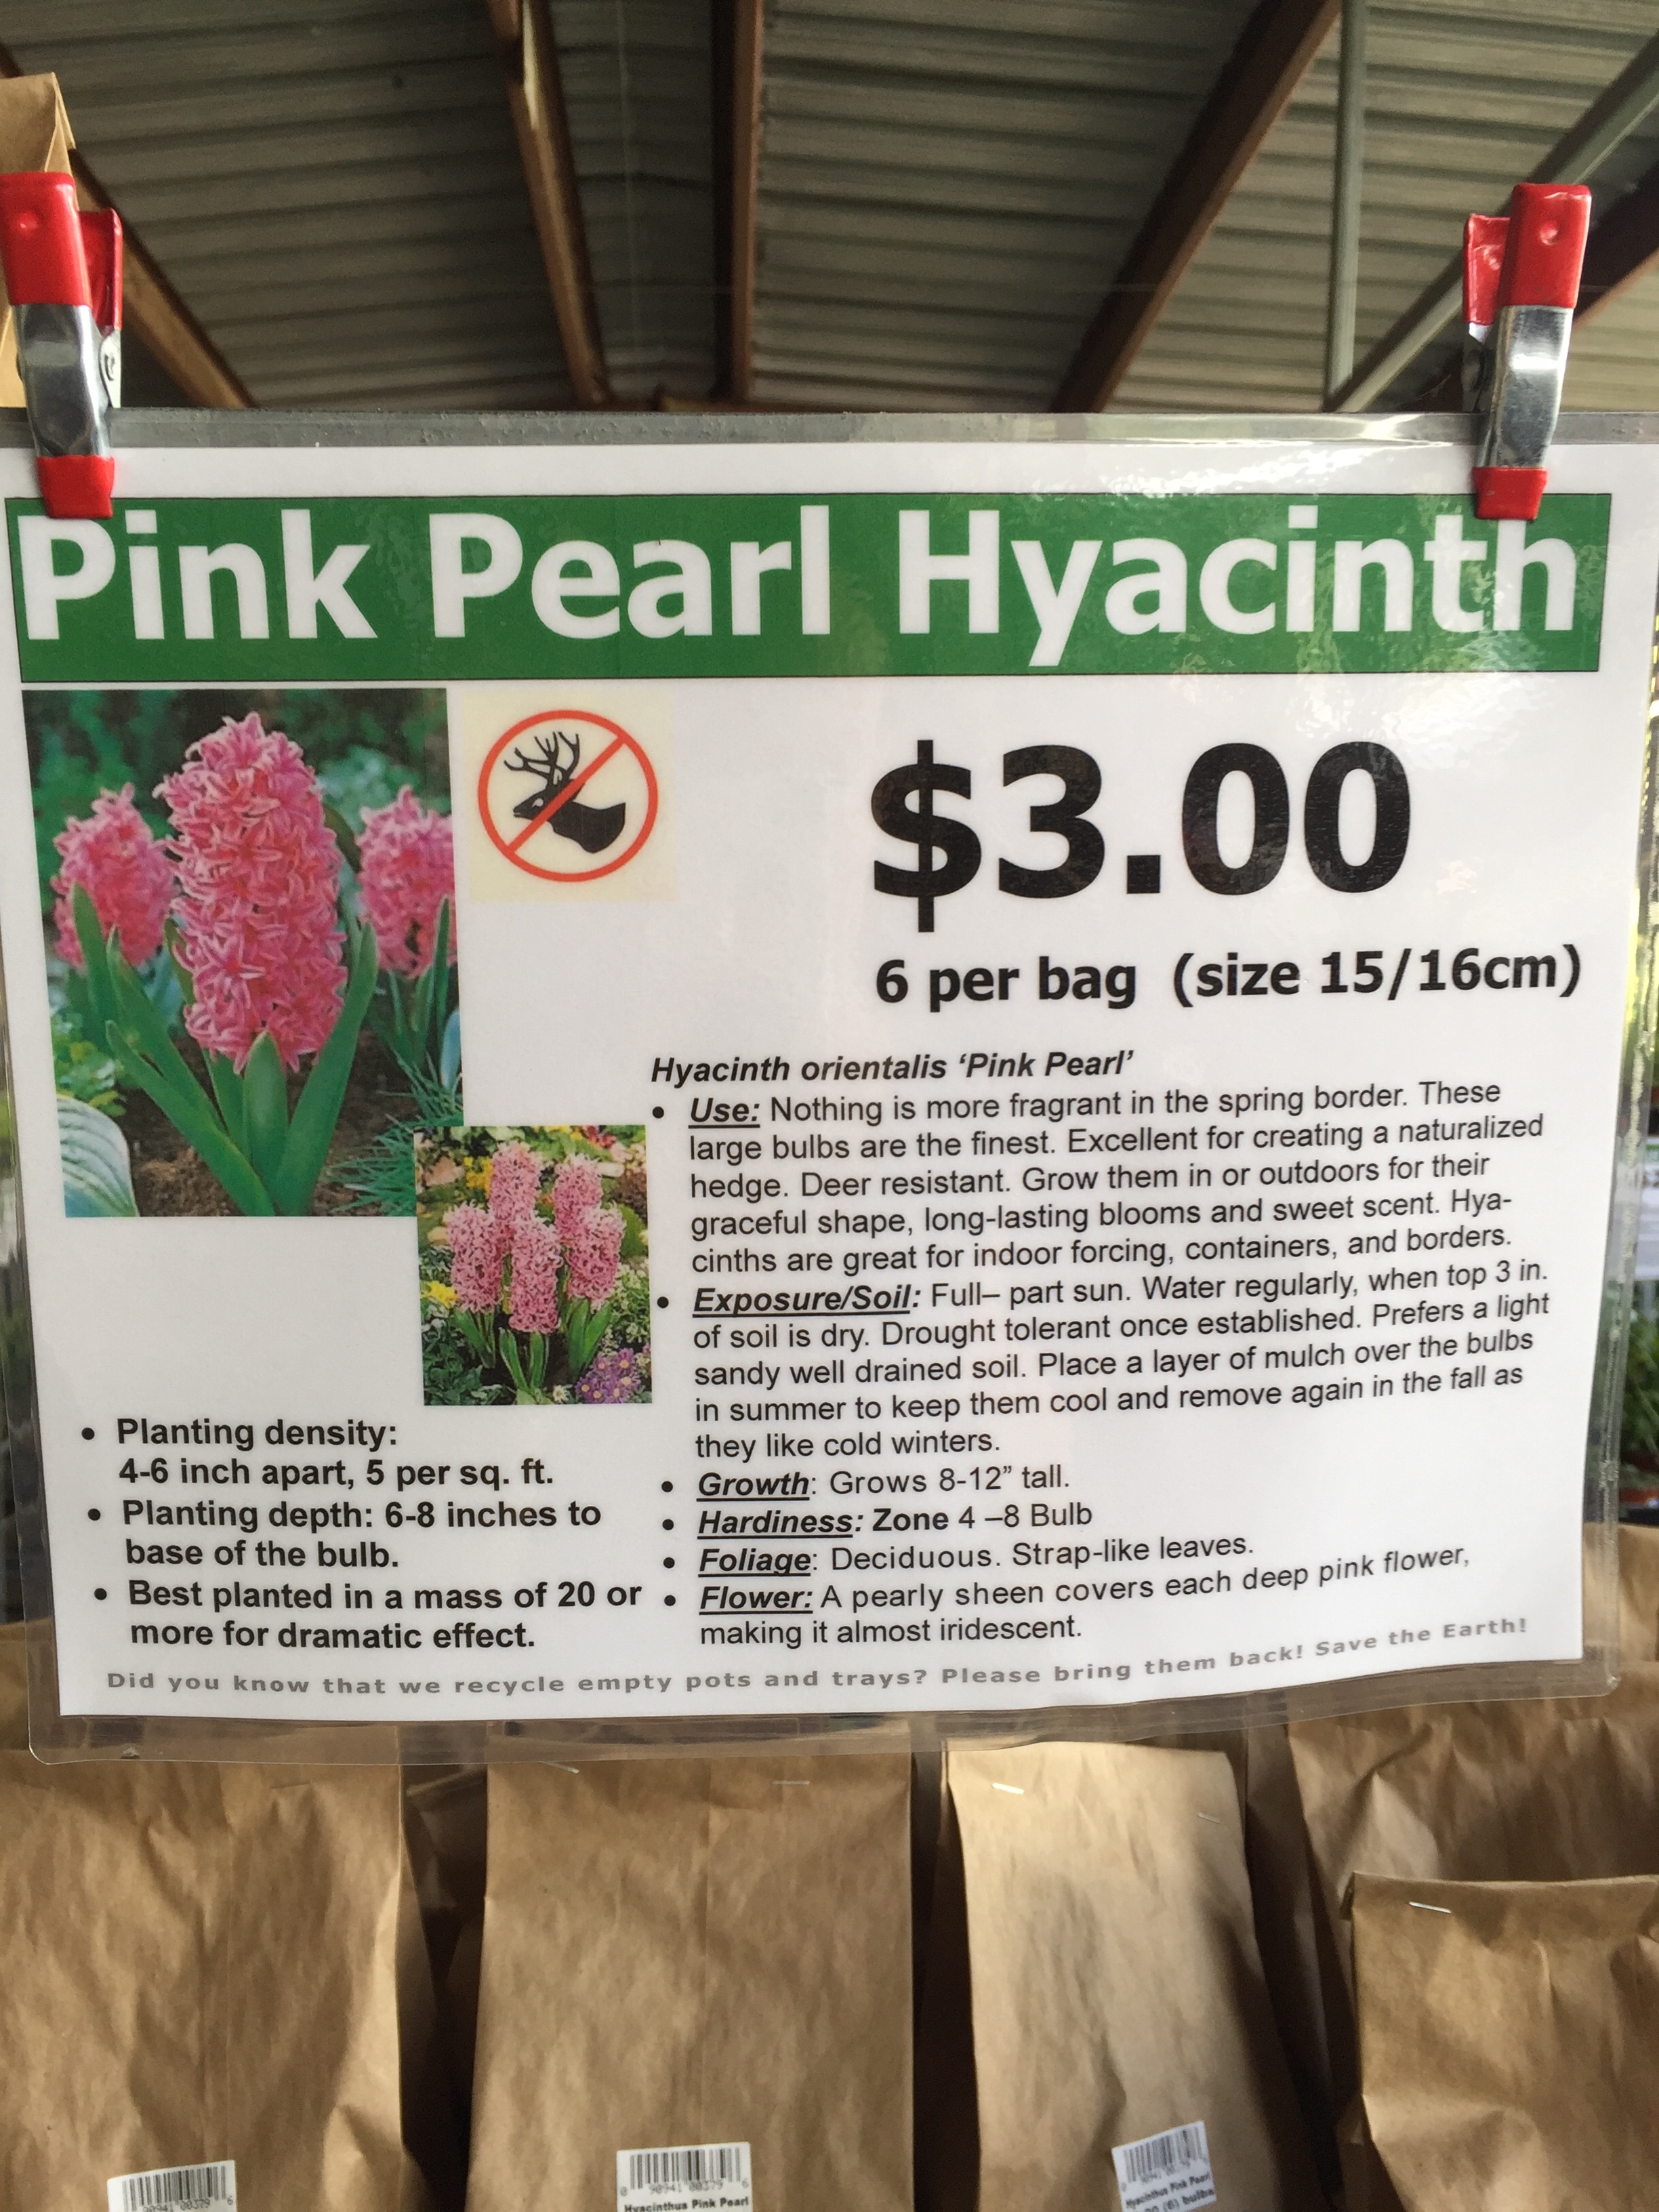 Pink Pearl Hyacinth
$3.00
6 per bag (size 15/16cm)
Hyacinth orientalis ‘Pink Pearl’
• Use: Nothing is more fragrant in the spring border. These
large bulbs are the finest. Excellent for creating a naturalized
hedge. Deer resistant. Grow them in or outdoors for their
graceful shape, long-lasting blooms and sweet scent. Hya-
cinths are great for indoor forcing, containers, and borders.
• Exposure/Soil: Full– part sun. Water regularly, when top 3 in.
of soil is dry. Drought tolerant once established. Prefers a light
sandy well drained soil. Place a layer of mulch over the bulbs
in summer to keep them cool and remove again in the fall as
they like cold winters.
• Growth: Grows 8-12” tall.
• Hardiness: Zone 4 –8 Bulb
• Foliage: Deciduous. Strap-like leaves.
• Flower: A pearly sheen covers each deep pink flower,
making it almost iridescent.
• Planting density:
4-6 inch apart, 5 per sq. ft.
• Planting depth: 6-8 inches to
base of the bulb.
• Best planted in a mass of 20 or
more for dramatic effect.
Did you know that we recycle empty pots and trays? Please bring them back! Save the Earth!
Hyacinthus Pink Pearl
Hyacinthus Pink Pearl
(6) bulbs